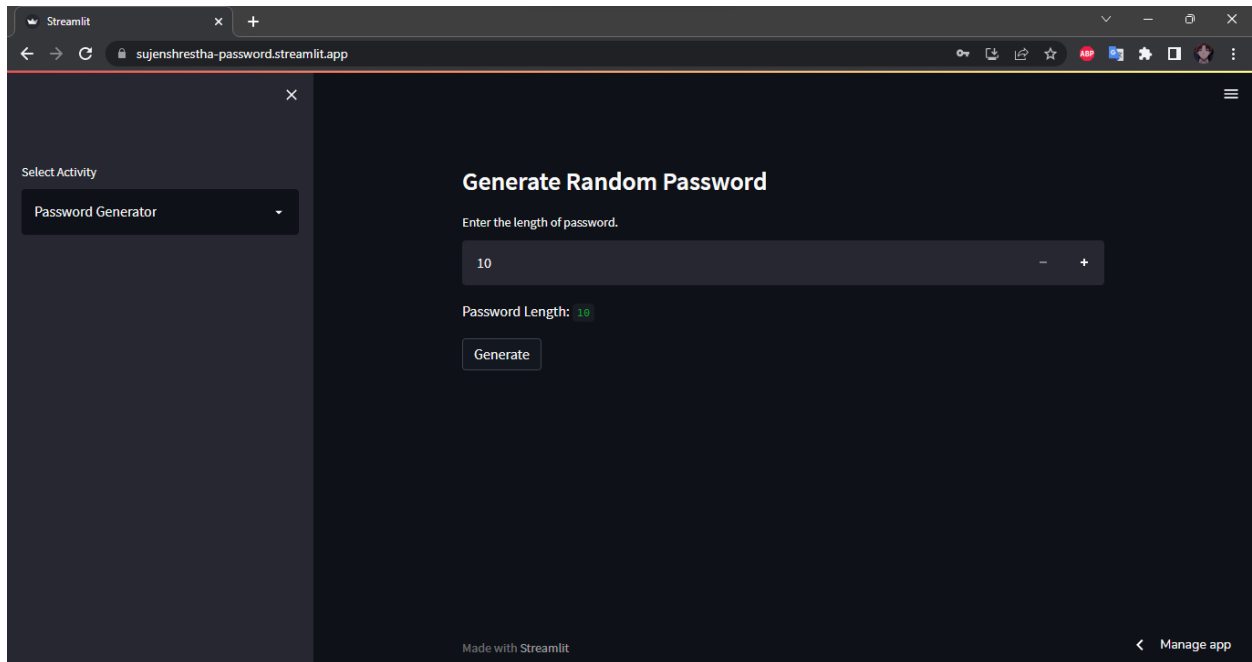 Streamlit
sujenshrestha-password.streamlit.app
ABP
Select Activity
Password Generator
Generate Random Password
Enter the length of password.
10
Password Length: 10
Generate
Made with Streamlit
Manage app